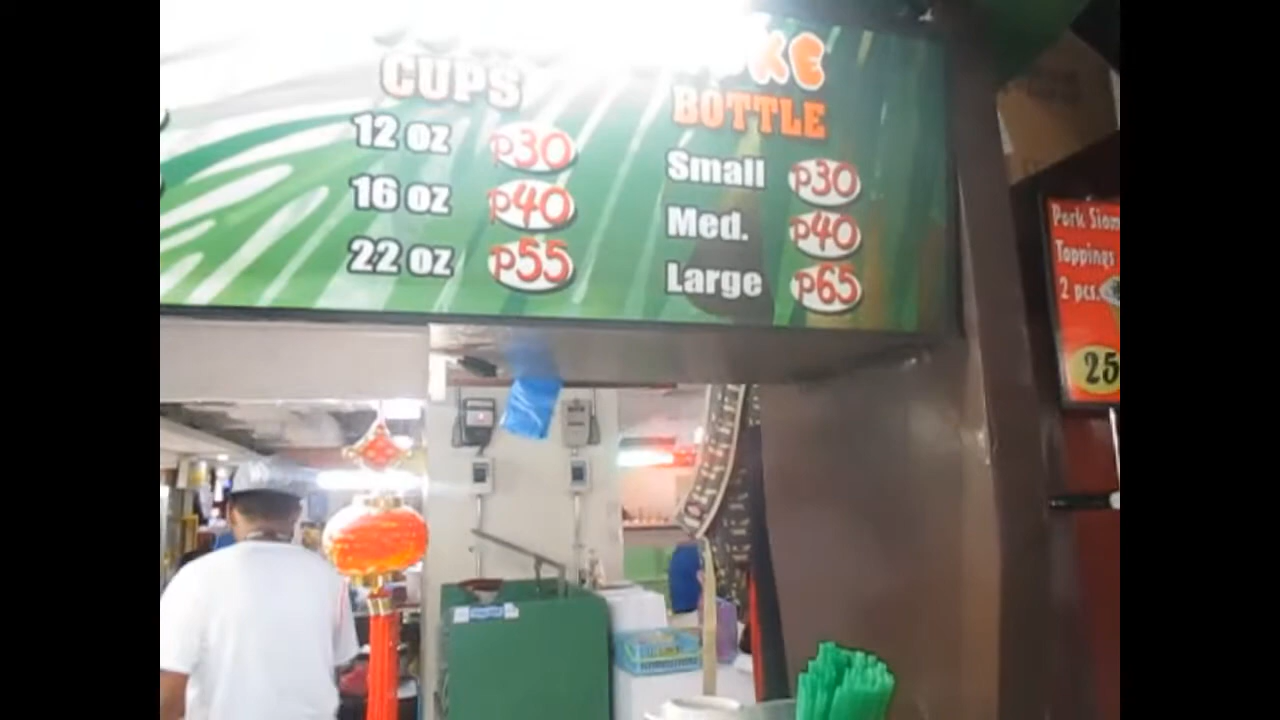 CUPS
12 oz P30
16 oz P40
22 oz P55
BOTTLE
Small P30
Med. P40
Large P65
Pork
Toppings
2 pcs.
25